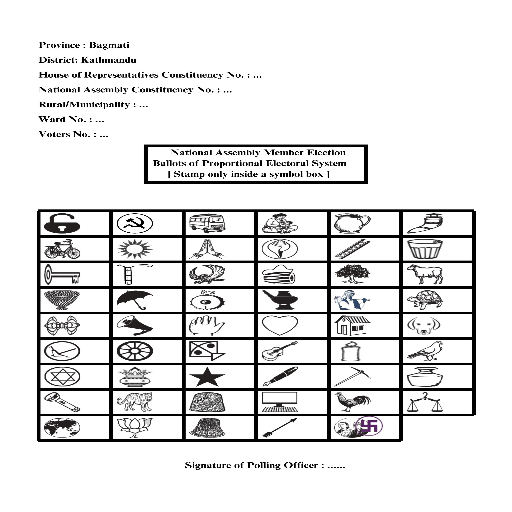 Province : Bagmati
District: Kathmandu
House of Representatives Constituency No. : ...
National Assembly Constituency No. : ...
Rural/Municipality : ...
Ward No. : ...
Voters No. : ...
National Assembly Member Election
Ballots of Proportional Electoral System
[ Stamp only inside a symbol box ]
Signature of Polling Officer : ......